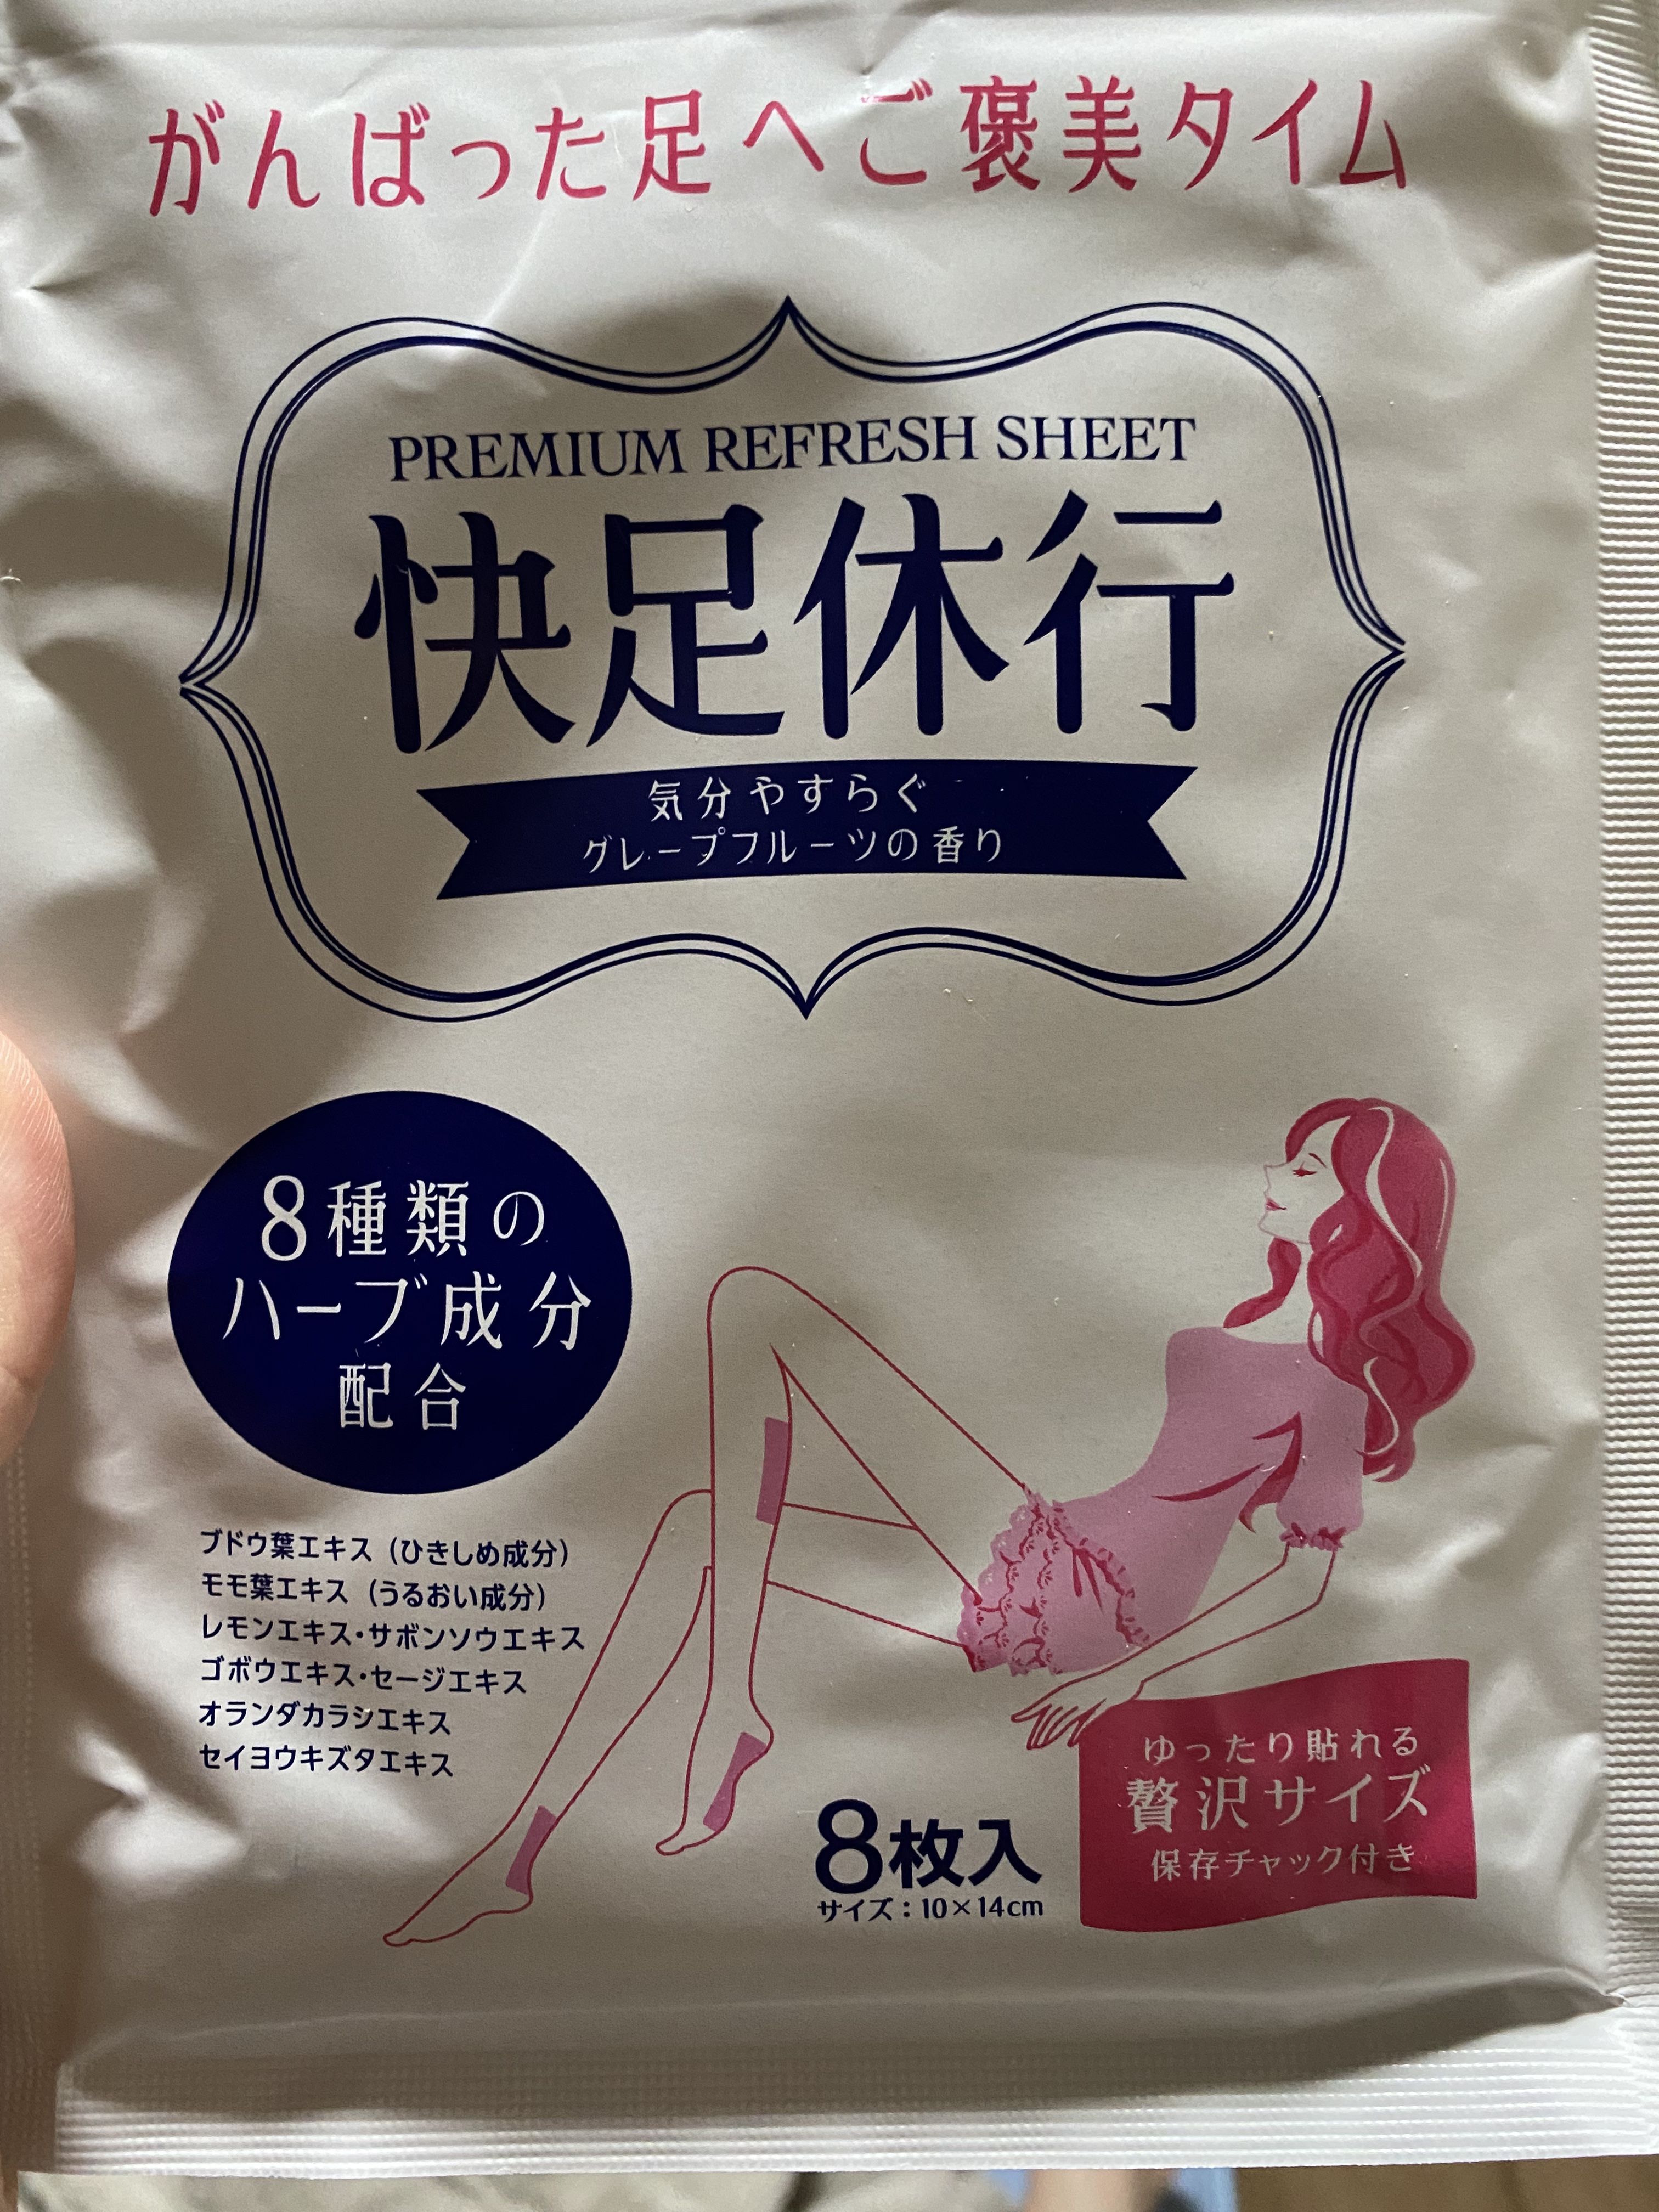 がんばった足へご褒美タイム
PREMIUM REFRESH SHEET
快足休行
気分やすらぐ
グレープフルーツの香り
8種類の
ハーブ成分
配合
ブドウ葉エキス（ひきしめ成分）
モモ葉エキス（うるおい成分）
レモンエキス・サボンソウエキス
ゴボウエキス・セージエキス
オランダカラシエキス
セイヨウキズタエキス
8枚入
サイズ：10×14cm
ゆったり貼れる
贅沢サイズ
保存チャック付き